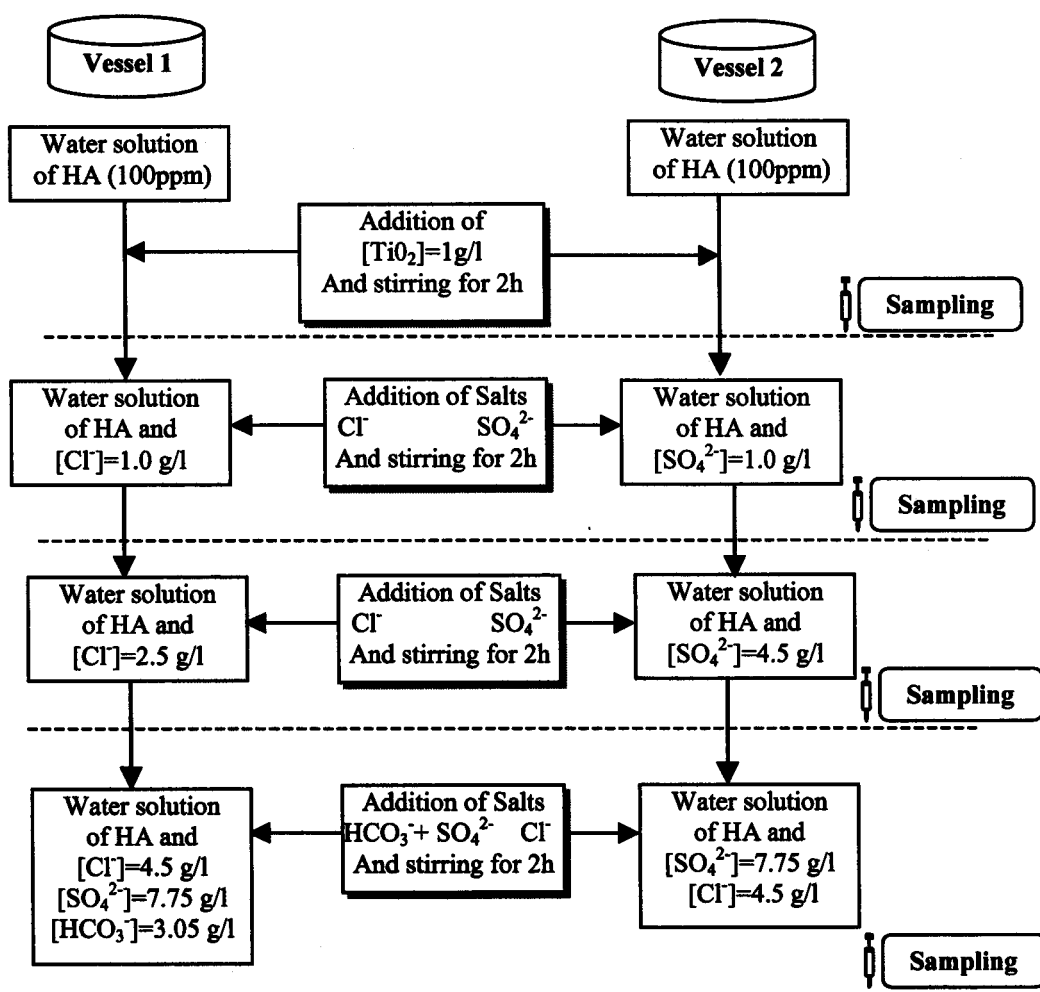 Vessel 1
Vessel 2
Water solution
of HA (100ppm)
Water solution
of HA (100ppm)
Addition of
[Ti0₂]=1g/l
And stirring for 2h
Sampling
Water solution
of HA and
[Cl⁻]=1.0 g/l
Addition of Salts
Cl⁻ SO₄²⁻
And stirring for 2h
Water solution
of HA and
[SO₄²⁻]=1.0 g/l
Sampling
Water solution
of HA and
[Cl⁻]=2.5 g/l
Addition of Salts
Cl⁻ SO₄²⁻
And stirring for 2h
Water solution
of HA and
[SO₄²⁻]=4.5 g/l
Sampling
Water solution
of HA and
[Cl⁻]=4.5 g/l
[SO₄²⁻]=7.75 g/l
[HCO₃⁻]=3.05 g/l
Addition of Salts
HCO₃⁻+ SO₄²⁻ Cl⁻
And stirring for 2h
Water solution
of HA and
[SO₄²⁻]=7.75 g/l
[Cl⁻]=4.5 g/l
Sampling